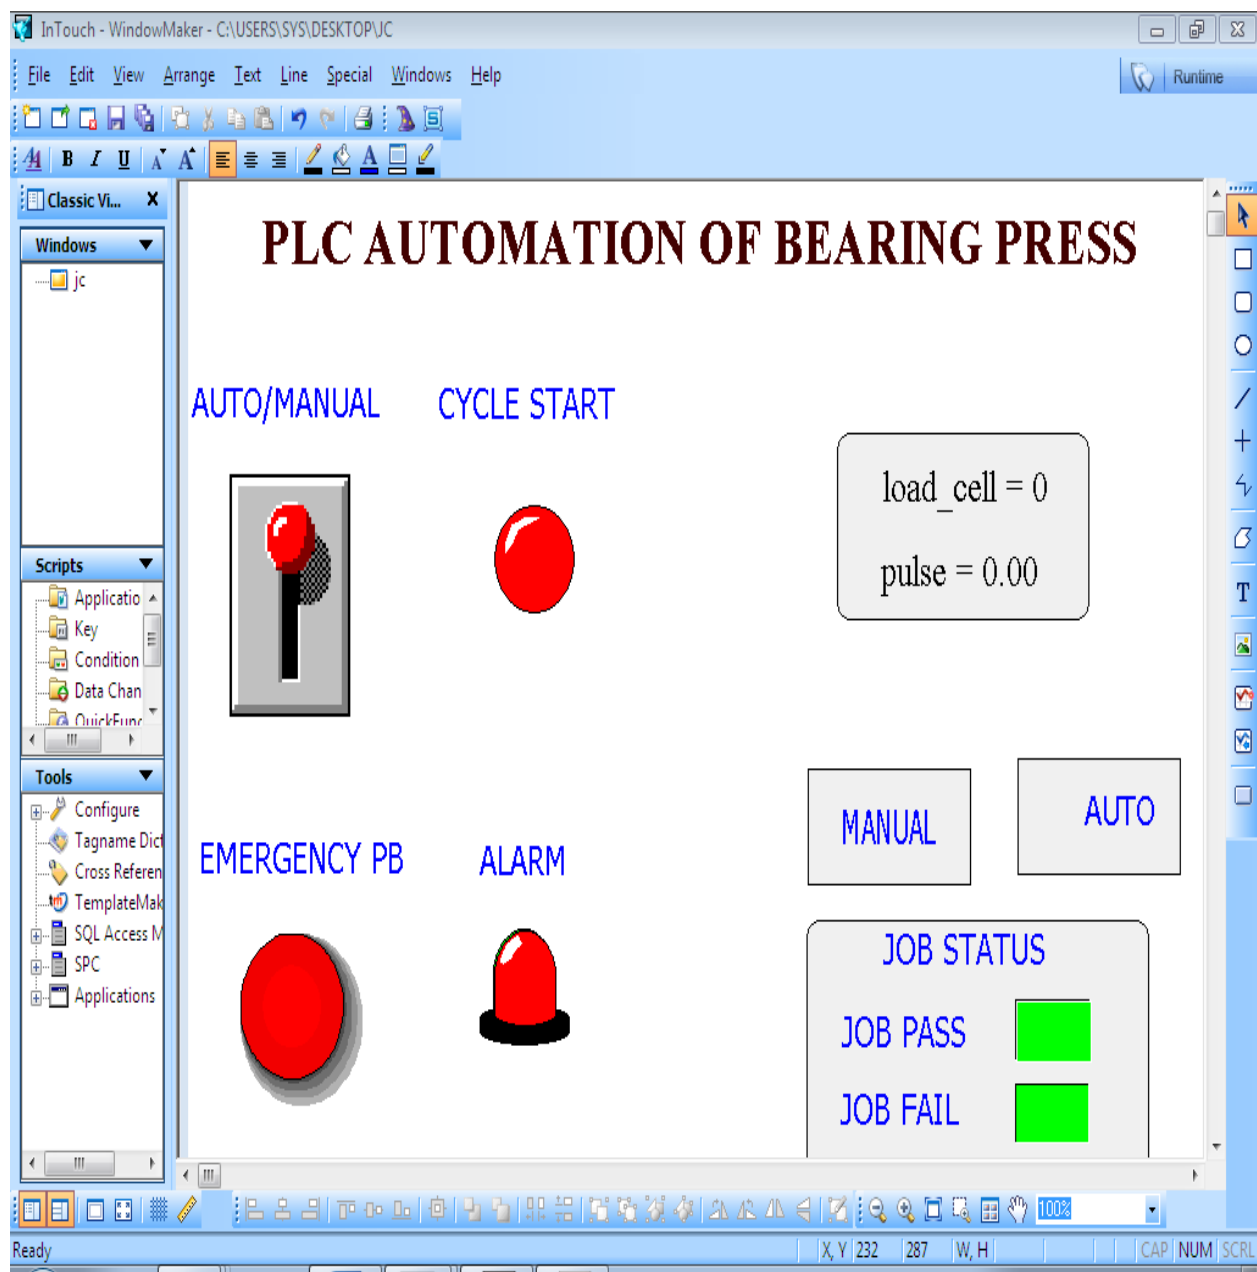 InTouch - WindowMaker - C:\USERS\SYS\DESKTOP\JC
File Edit View Arrange Text Line Special Windows Help
Runtime
Classic Vi...
Windows
jc
Scripts
Applicatio
Key
Condition
Data Chan
QuickFunc
Tools
Configure
Tagname Dict
Cross Referen
TemplateMak
SQL Access M
SPC
Applications
PLC AUTOMATION OF BEARING PRESS
AUTO/MANUAL CYCLE START
load_cell = 0
pulse = 0.00
MANUAL AUTO
EMERGENCY PB ALARM
JOB STATUS
JOB PASS
JOB FAIL
100%
Ready X, Y 232 287 W, H CAP NUM SCRL